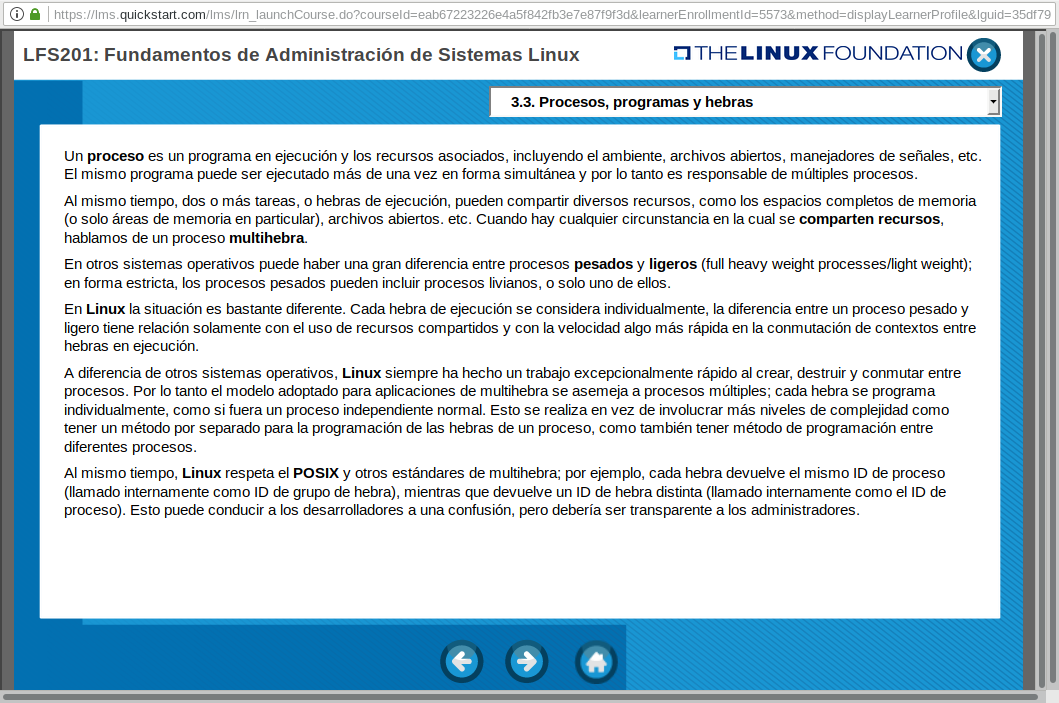 https://lms.quickstart.com/lms/lrn_launchCourse.do?courseId=eab67223226e4a5f842fb3e7e87f9f3d&learnerEnrollmentId=5573&method=displayLearnerProfile&lguid=35df79
LFS201: Fundamentos de Administración de Sistemas Linux
THE LINUX FOUNDATION
3.3. Procesos, programas y hebras
Un proceso es un programa en ejecución y los recursos asociados, incluyendo el ambiente, archivos abiertos, manejadores de señales, etc.
El mismo programa puede ser ejecutado más de una vez en forma simultánea y por lo tanto es responsable de múltiples procesos.
Al mismo tiempo, dos o más tareas, o hebras de ejecución, pueden compartir diversos recursos, como los espacios completos de memoria
(o solo áreas de memoria en particular), archivos abiertos. etc. Cuando hay cualquier circunstancia en la cual se comparten recursos,
hablamos de un proceso multihebra.
En otros sistemas operativos puede haber una gran diferencia entre procesos pesados y ligeros (full heavy weight processes/light weight);
en forma estricta, los procesos pesados pueden incluir procesos livianos, o solo uno de ellos.
En Linux la situación es bastante diferente. Cada hebra de ejecución se considera individualmente, la diferencia entre un proceso pesado y
ligero tiene relación solamente con el uso de recursos compartidos y con la velocidad algo más rápida en la conmutación de contextos entre
hebras en ejecución.
A diferencia de otros sistemas operativos, Linux siempre ha hecho un trabajo excepcionalmente rápido al crear, destruir y conmutar entre
procesos. Por lo tanto el modelo adoptado para aplicaciones de multihebra se asemeja a procesos múltiples; cada hebra se programa
individualmente, como si fuera un proceso independiente normal. Esto se realiza en vez de involucrar más niveles de complejidad como
tener un método por separado para la programación de las hebras de un proceso, como también tener método de programación entre
diferentes procesos.
Al mismo tiempo, Linux respeta el POSIX y otros estándares de multihebra; por ejemplo, cada hebra devuelve el mismo ID de proceso
(llamado internamente como ID de grupo de hebra), mientras que devuelve un ID de hebra distinta (llamado internamente como el ID de
proceso). Esto puede conducir a los desarrolladores a una confusión, pero debería ser transparente a los administradores.